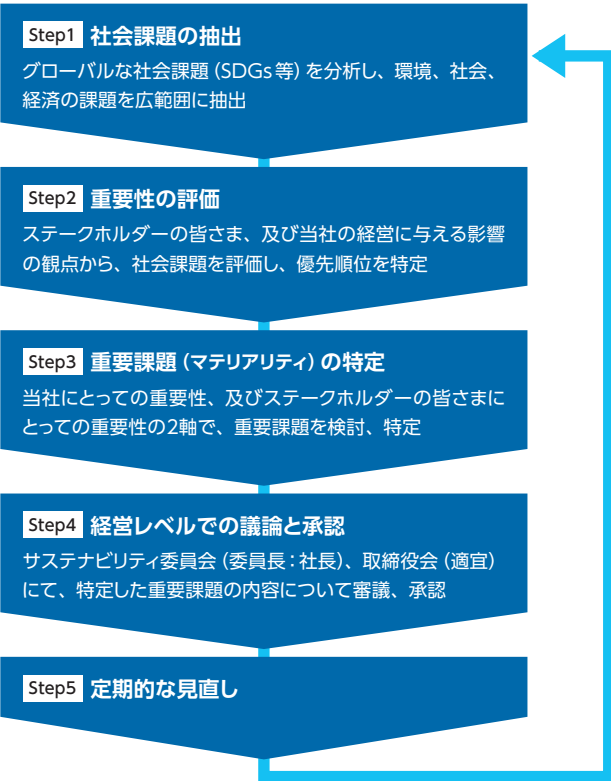 Step1 社会課題の抽出
グローバルな社会課題（SDGs等）を分析し、環境、社会、
経済の課題を広範囲に抽出
Step2 重要性の評価
ステークホルダーの皆さま、及び当社の経営に与える影響
の観点から、社会課題を評価し、優先順位を特定
Step3 重要課題（マテリアリティ）の特定
当社にとっての重要性、及びステークホルダーの皆さまに
とっての重要性の2軸で、重要課題を検討、特定
Step4 経営レベルでの議論と承認
サステナビリティ委員会（委員長：社長）、取締役会（適宜）
にて、特定した重要課題の内容について審議、承認
Step5 定期的な見直し